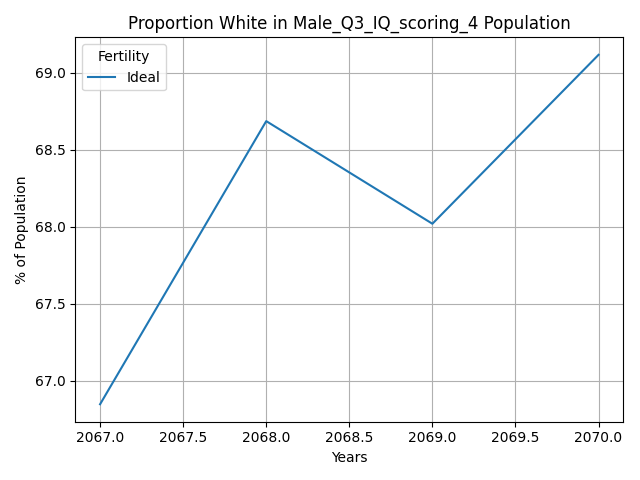 Proportion White in Male_Q3_IQ_scoring_4 Population
Fertility
Ideal
% of Population
69.0
68.5
68.0
67.5
67.0
2067.0 2067.5 2068.0 2068.5 2069.0 2069.5 2070.0
Years